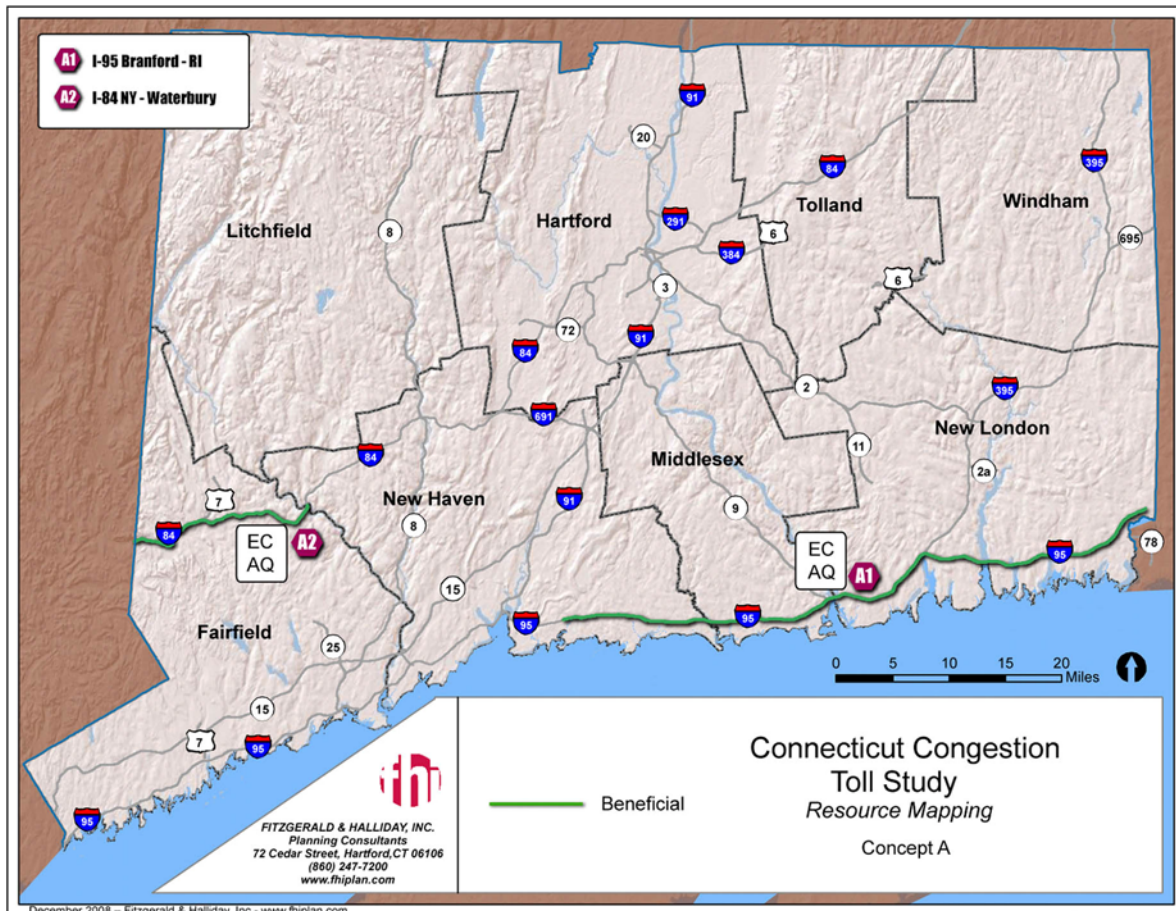 A1 I-95 Branford - RI
A2 I-84 NY - Waterbury
91
20
84
395
Litchfield
Hartford
Tolland
Windham
8
291
6
384
695
6
3
72
91
84
2
395
691
New London
84
Middlesex
11
2a
7
New Haven
91
9
84
EC
AQ
A2
8
EC
AQ
A1
95
78
15
95
95
Fairfield
25
0 5 10 15 20
Miles
15
7
95
95
fhi
FITZGERALD & HALLIDAY, INC.
Planning Consultants
72 Cedar Street, Hartford,CT 06106
(860) 247-7200
www.fhiplan.com
Beneficial
Connecticut Congestion
Toll Study
Resource Mapping
Concept A
December 2008 – Fitzgerald & Halliday, Inc - www.fhiplan.com